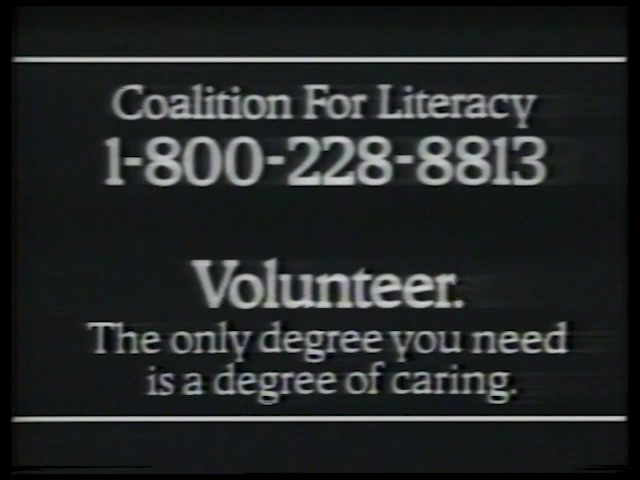 Coalition For Literacy
1-800-228-8813
Volunteer.
The only degree you need
is a degree of caring.